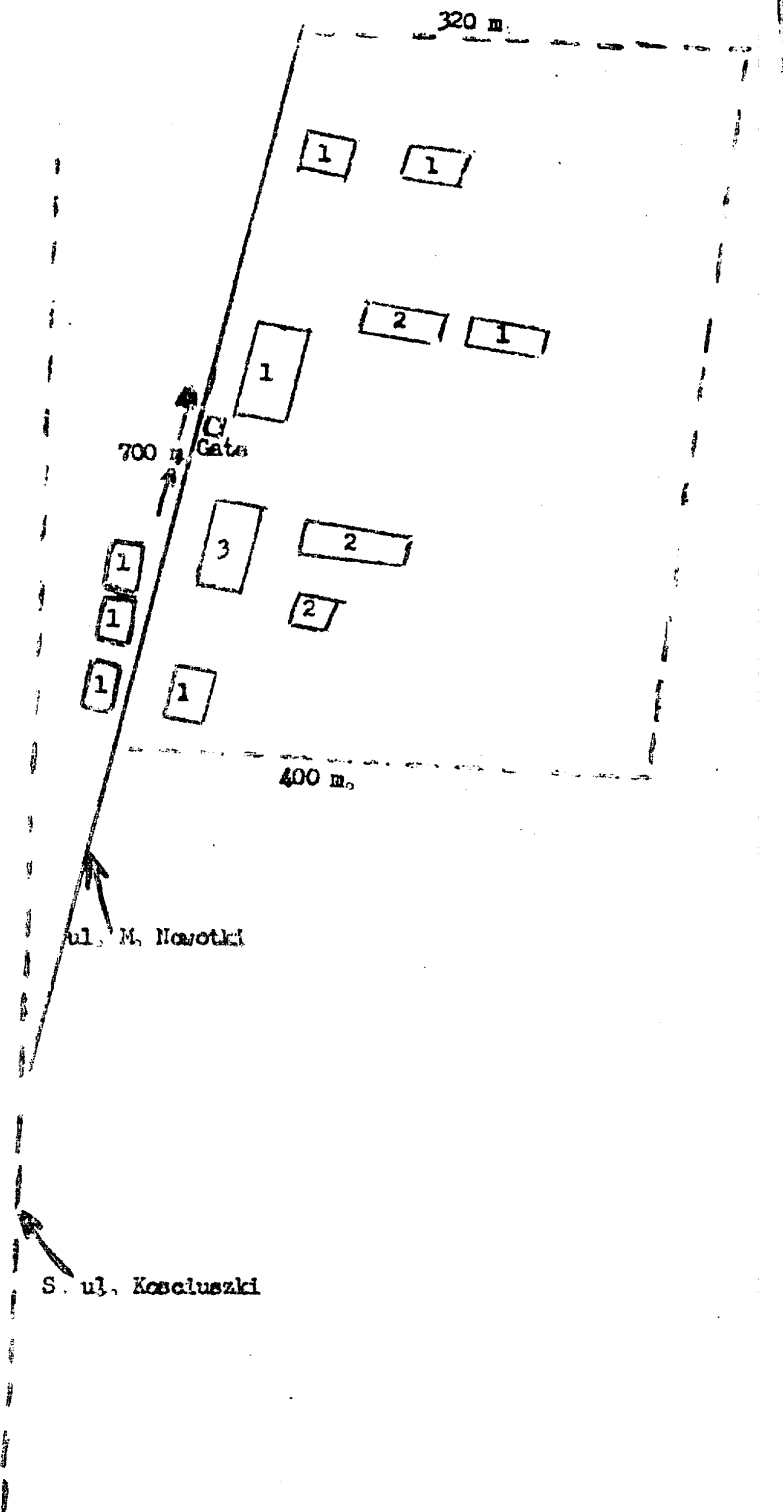 320 m.
1 1
2 1
1
700 m Gate
3 2
1
2
1
1 1
400 m.
ul. M. Nowotki
S. ul. Kosciuszki